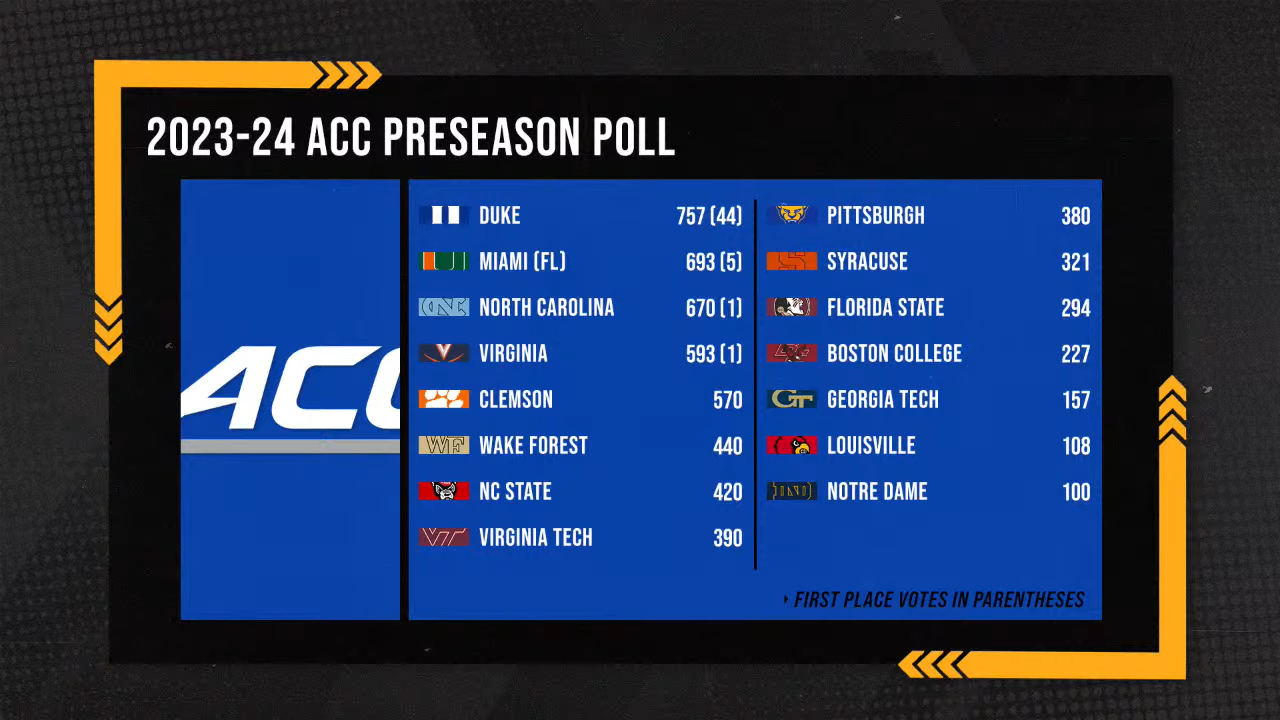 2023-24 ACC PRESEASON POLL
ACC
DUKE 757 (44)
MIAMI (FL) 693 (5)
NORTH CAROLINA 670 (1)
VIRGINIA 593 (1)
CLEMSON 570
WAKE FOREST 440
NC STATE 420
VIRGINIA TECH 390
PITTSBURGH 380
SYRACUSE 321
FLORIDA STATE 294
BOSTON COLLEGE 227
GEORGIA TECH 157
LOUISVILLE 108
NOTRE DAME 100
FIRST PLACE VOTES IN PARENTHESES